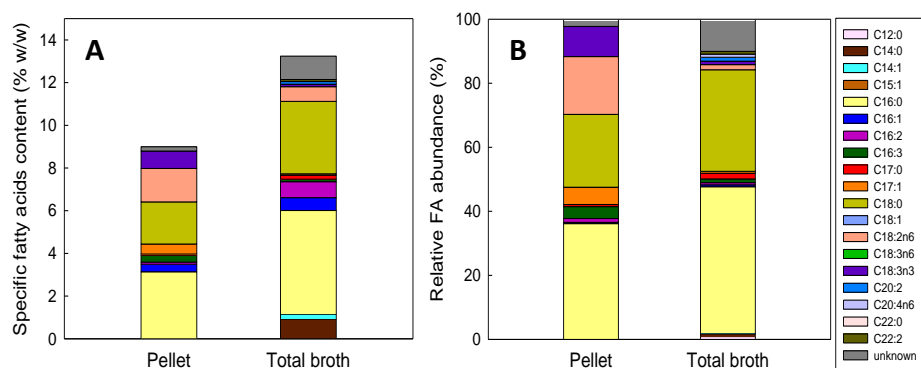 A
Specific fatty acids content (% w/w)
14
12
10
8
6
4
2
0
Pellet Total broth
B
Relative FA abundance (%)
100
80
60
40
20
0
Pellet Total broth
C12:0
C14:0
C14:1
C15:1
C16:0
C16:1
C16:2
C16:3
C17:0
C17:1
C18:0
C18:1
C18:2n6
C18:3n6
C18:3n3
C20:2
C20:4n6
C22:0
C22:2
unknown